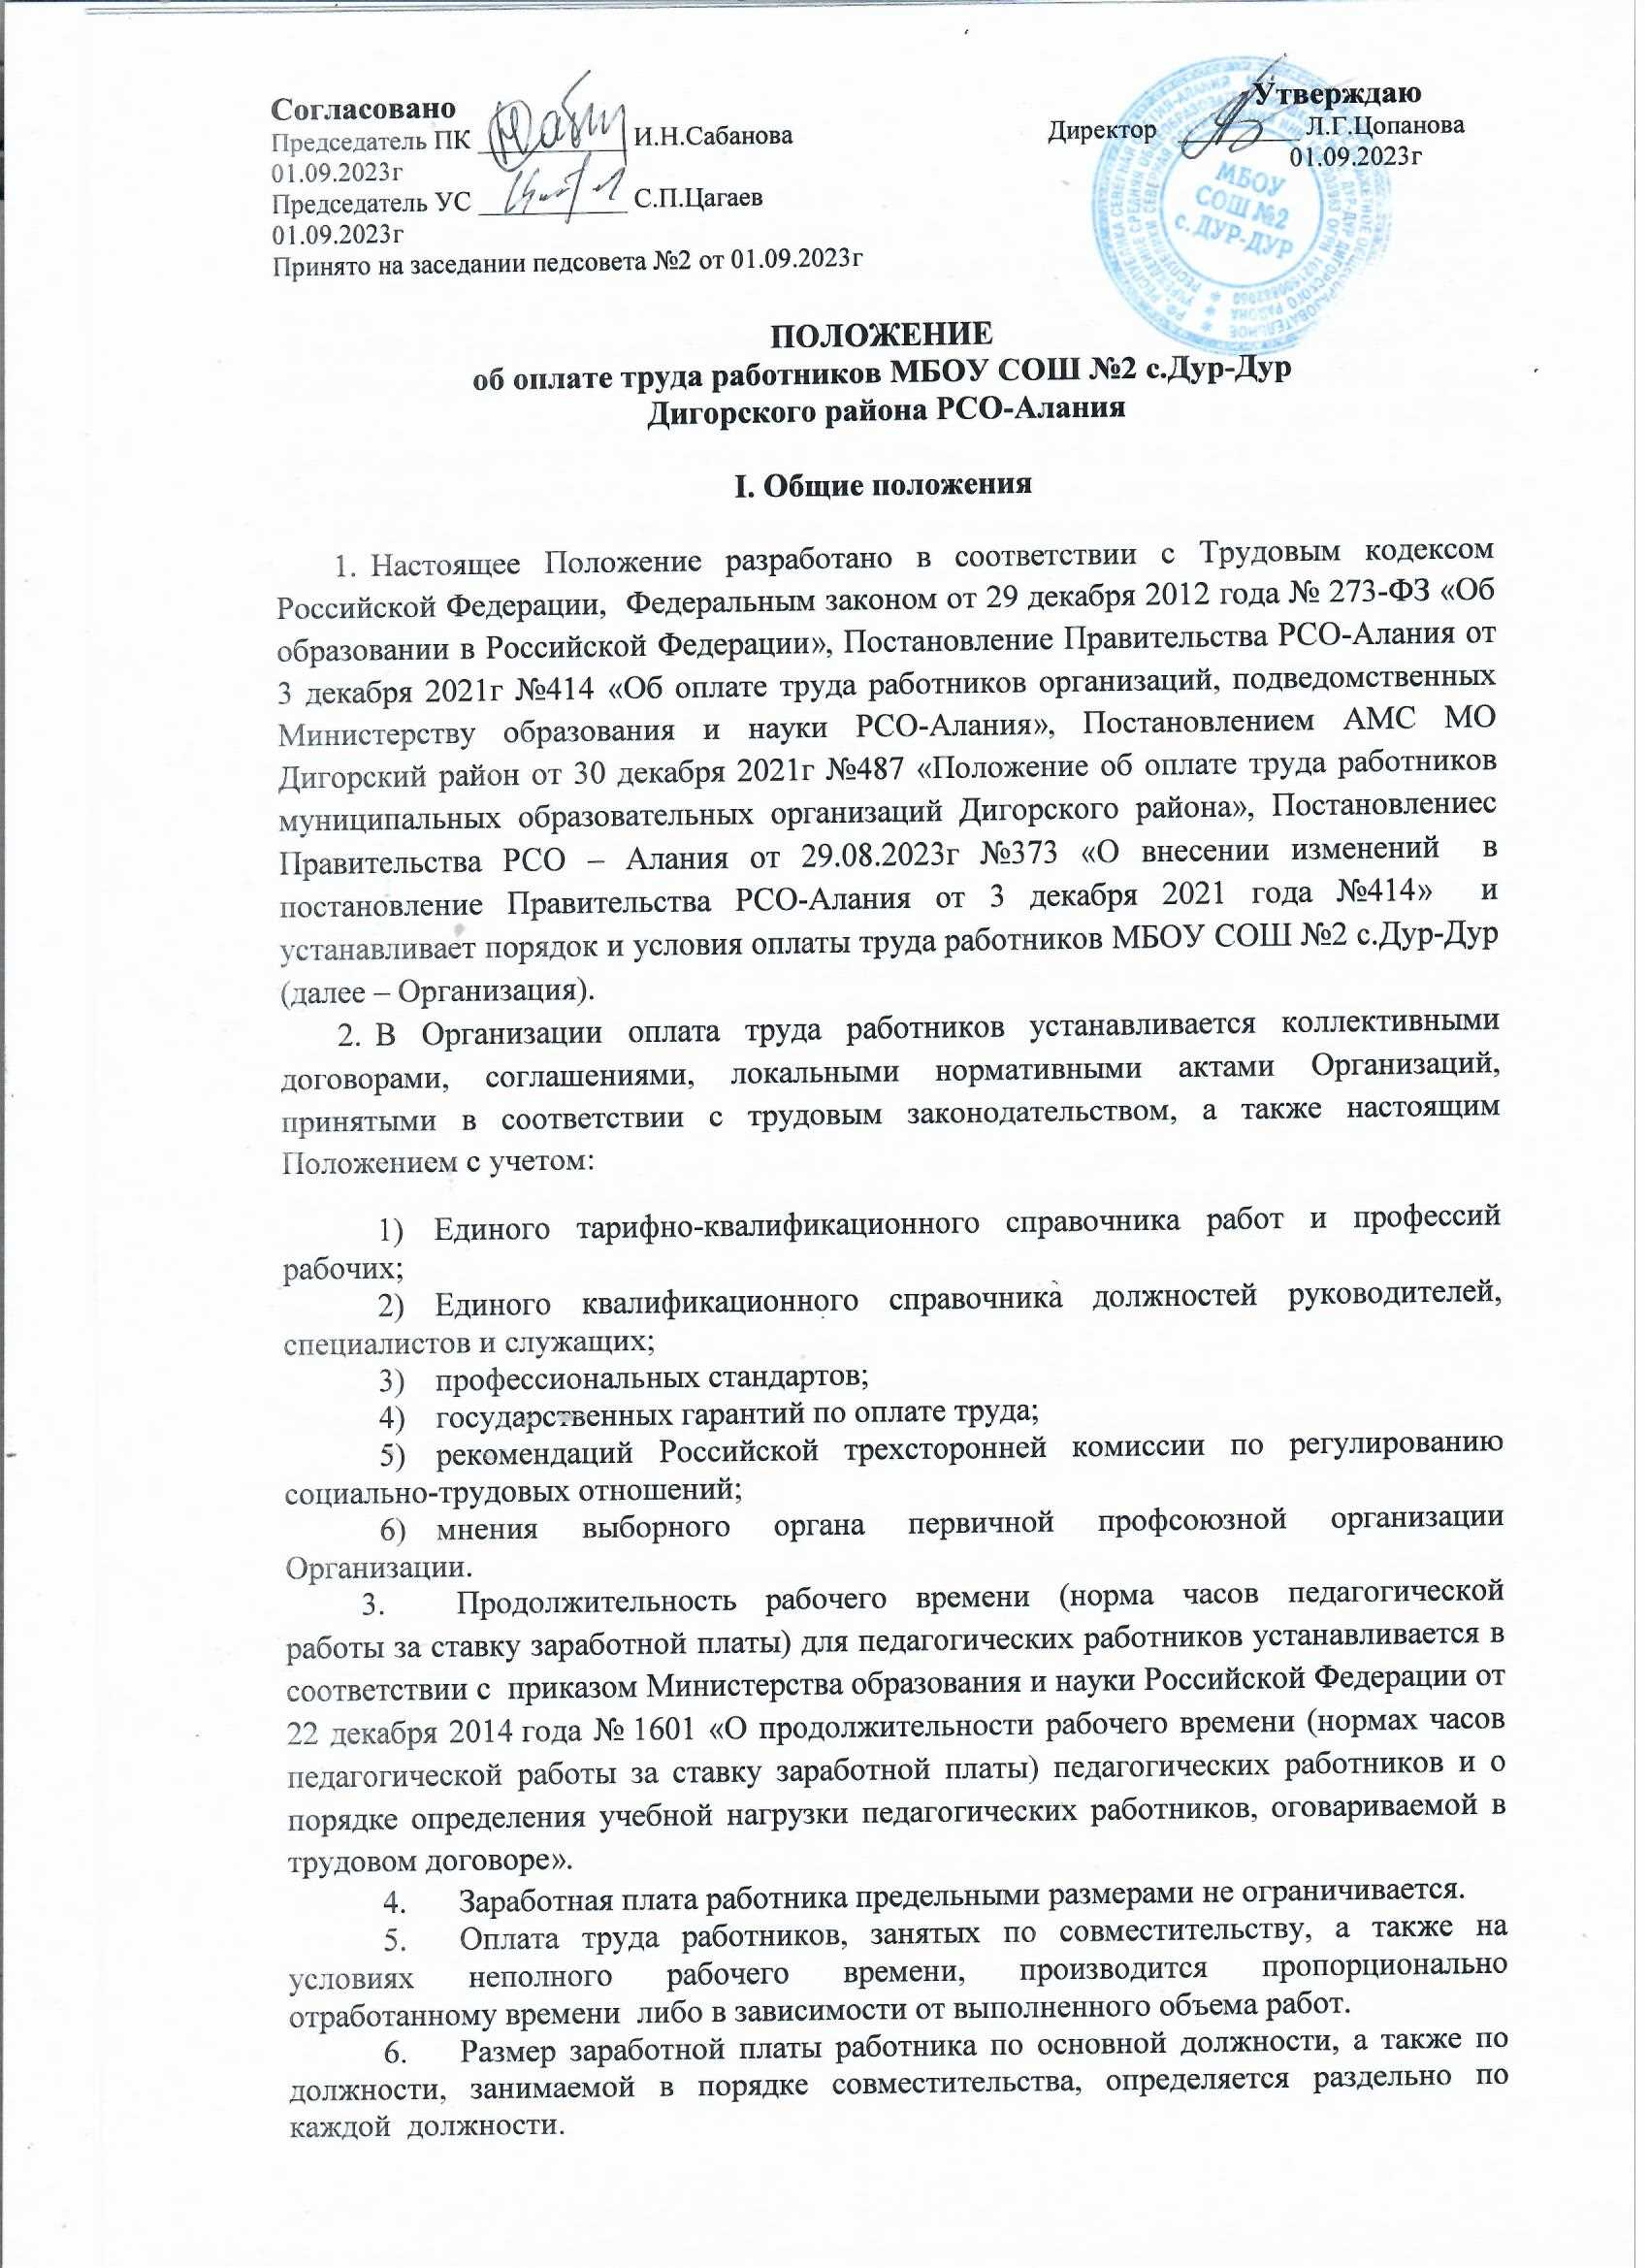 Согласовано
Утверждаю
Председатель ПК ____________ И.Н.Сабанова
Директор ____________ Л.Г.Цопанова
01.09.2023г
01.09.2023г
Председатель УС ____________ С.П.Цагаев
01.09.2023г
Принято на заседании педсовета №2 от 01.09.2023г
МБОУ
СОШ №2
с. ДУР-ДУР
ПОЛОЖЕНИЕ
об оплате труда работников МБОУ СОШ №2 с.Дур-Дур
Дигорского района РСО-Алания
I. Общие положения
1. Настоящее Положение разработано в соответствии с Трудовым кодексом
Российской Федерации, Федеральным законом от 29 декабря 2012 года № 273-ФЗ «Об
образовании в Российской Федерации», Постановление Правительства РСО-Алания от
3 декабря 2021г №414 «Об оплате труда работников организаций, подведомственных
Министерству образования и науки РСО-Алания», Постановлением АМС МО
Дигорский район от 30 декабря 2021г №487 «Положение об оплате труда работников
муниципальных образовательных организаций Дигорского района», Постановлениес
Правительства РСО – Алания от 29.08.2023г №373 «О внесении изменений в
постановление Правительства РСО-Алания от 3 декабря 2021 года №414» и
устанавливает порядок и условия оплаты труда работников МБОУ СОШ №2 с.Дур-Дур
(далее – Организация).
2. В Организации оплата труда работников устанавливается коллективными
договорами, соглашениями, локальными нормативными актами Организаций,
принятыми в соответствии с трудовым законодательством, а также настоящим
Положением с учетом:
1) Единого тарифно-квалификационного справочника работ и профессий
рабочих;
2) Единого квалификационного справочника должностей руководителей,
специалистов и служащих;
3) профессиональных стандартов;
4) государственных гарантий по оплате труда;
5) рекомендаций Российской трехсторонней комиссии по регулированию
социально-трудовых отношений;
6) мнения выборного органа первичной профсоюзной организации
Организации.
3. Продолжительность рабочего времени (норма часов педагогической
работы за ставку заработной платы) для педагогических работников устанавливается в
соответствии с приказом Министерства образования и науки Российской Федерации от
22 декабря 2014 года № 1601 «О продолжительности рабочего времени (нормах часов
педагогической работы за ставку заработной платы) педагогических работников и о
порядке определения учебной нагрузки педагогических работников, оговариваемой в
трудовом договоре».
4. Заработная плата работника предельными размерами не ограничивается.
5. Оплата труда работников, занятых по совместительству, а также на
условиях неполного рабочего времени, производится пропорционально
отработанному времени либо в зависимости от выполненного объема работ.
6. Размер заработной платы работника по основной должности, а также по
должности, занимаемой в порядке совместительства, определяется раздельно по
каждой должности.